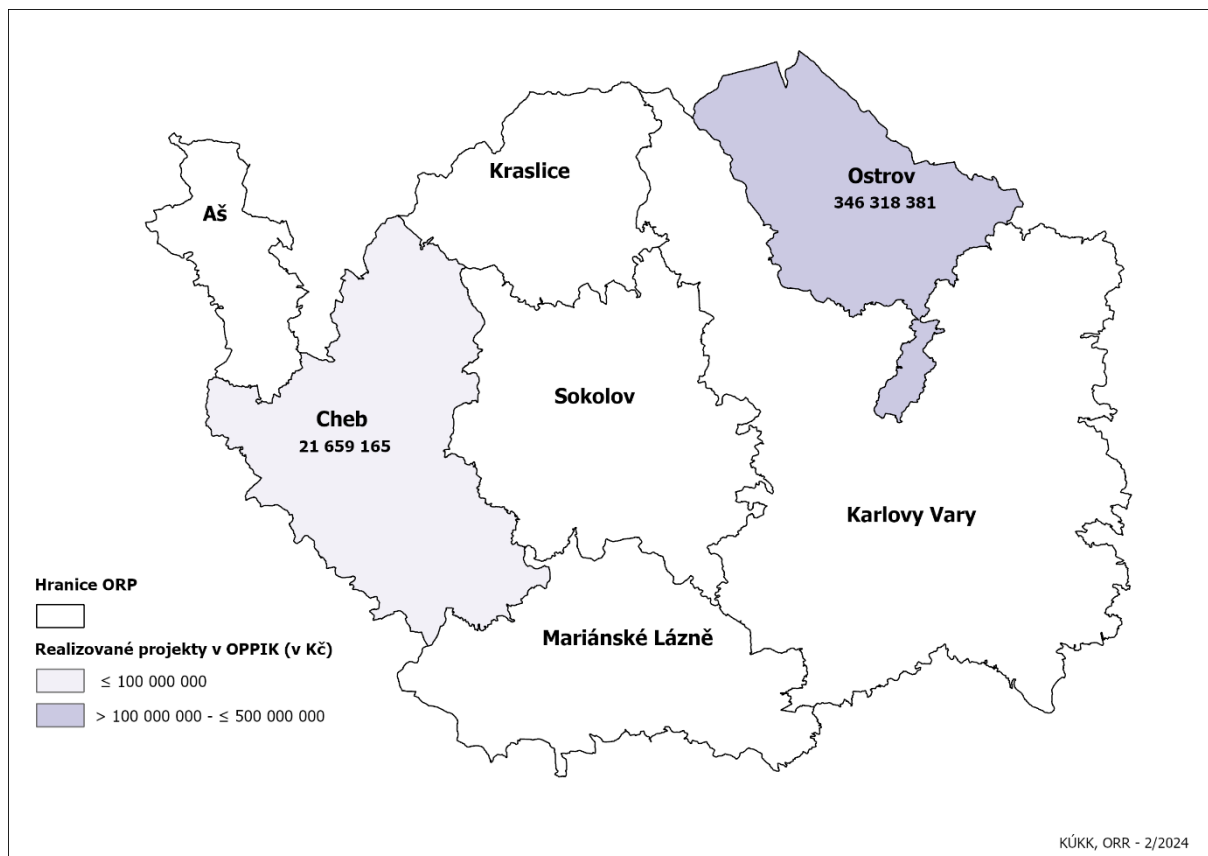 Kraslice
Ostrov
346 318 381
Aš
Cheb
21 659 165
Sokolov
Karlovy Vary
Mariánské Lázně
Hranice ORP
Realizované projekty v OPPIK (v Kč)
≤ 100 000 000
> 100 000 000 - ≤ 500 000 000
KÚKK, ORR - 2/2024